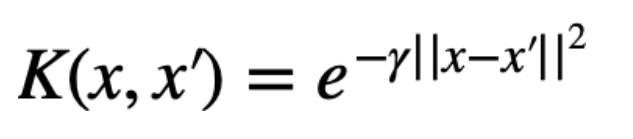 K(x, x′) = e^{−γ||x−x′||²}